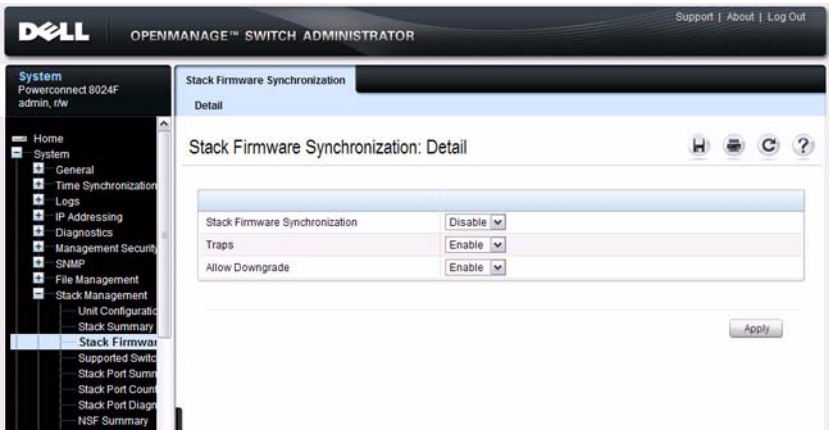 Support | About | Log Out
DELL
OPENMANAGE™ SWITCH ADMINISTRATOR
System
Powerconnect 8024F
admin, r/w
Stack Firmware Synchronization
Detail
Home
System
General
Time Synchronization
Logs
IP Addressing
Diagnostics
Management Security
SNMP
File Management
Stack Management
Unit Configuratio
Stack Summary
Stack Firmwar
Supported Switc
Stack Port Summ
Stack Port Count
Stack Port Diagn
NSF Summary
Stack Firmware Synchronization: Detail
Stack Firmware Synchronization Disable
Traps Enable
Allow Downgrade Enable
Apply